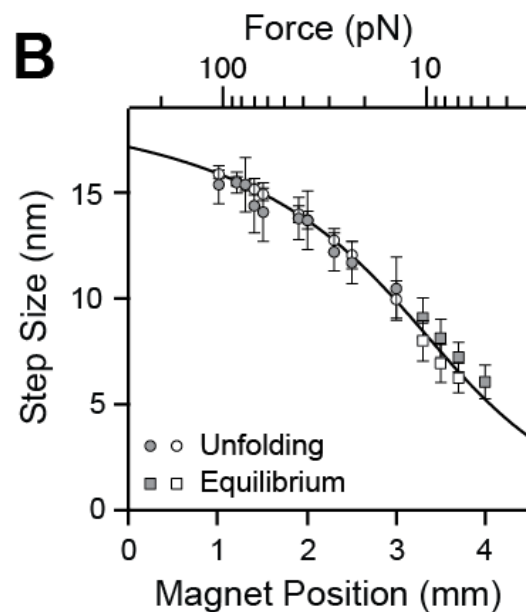 B
Force (pN)
100 10
Step Size (nm)
15
10
5
0
Unfolding
Equilibrium
0 1 2 3 4
Magnet Position (mm)